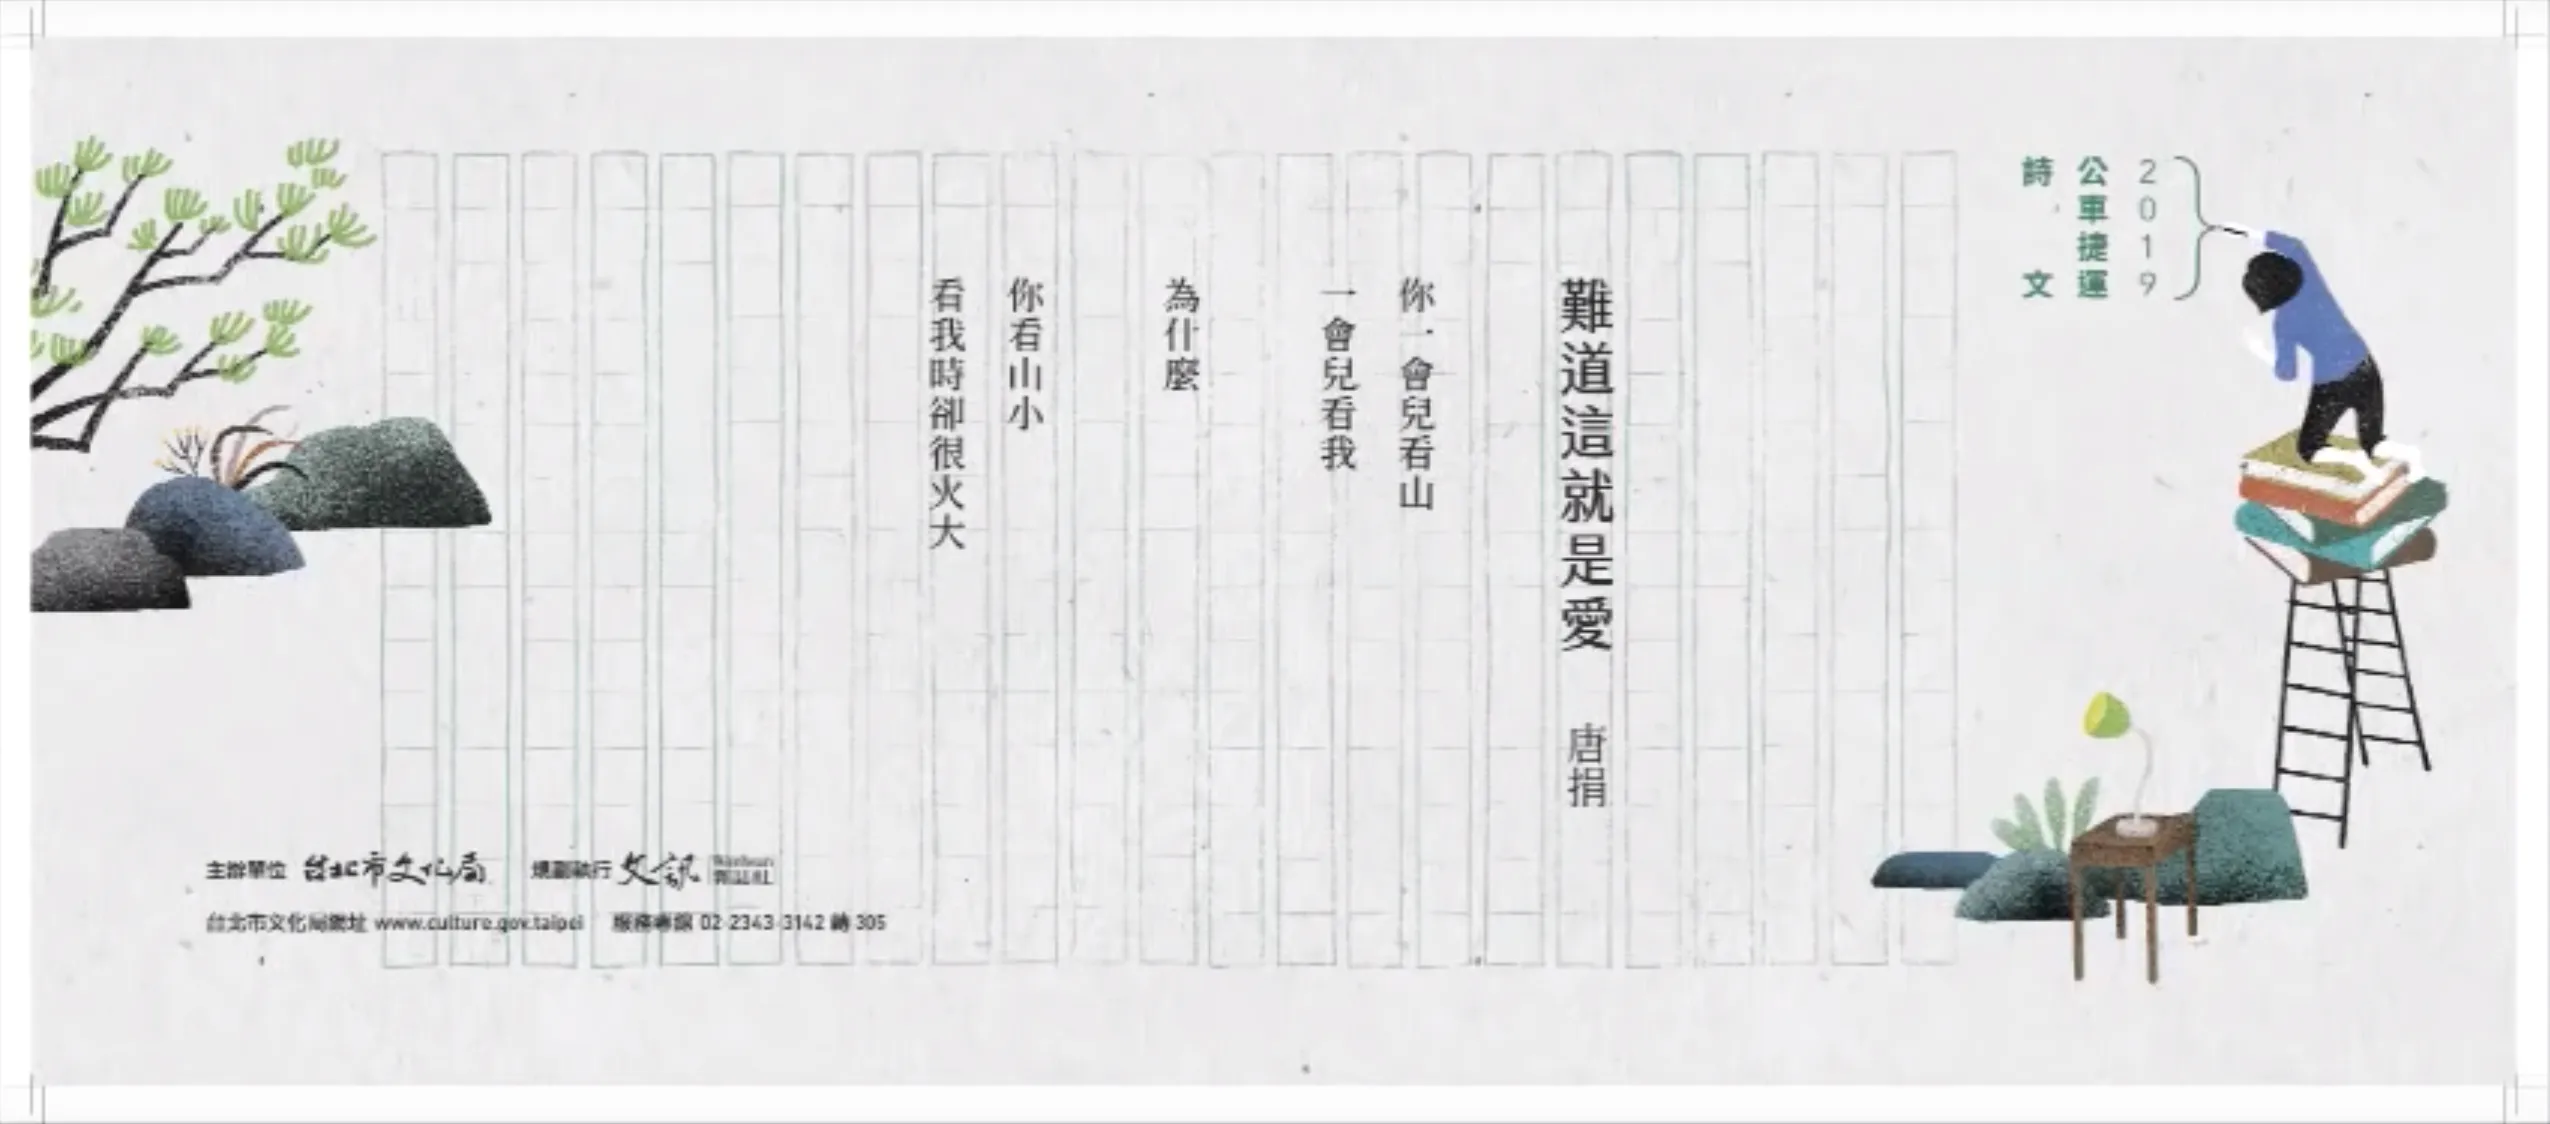 2019
公車捷運
詩文
難道這就是愛 唐捐
你一會兒看山
一會兒看我
為什麼
你看山小
看我時卻很火大
主辦單位 台北市文化局 規劃執行 文訊 Wenhsun 雜誌社
台北市文化局網址 www.culture.gov.taipei 服務專線 02-2343-3142 轉 305